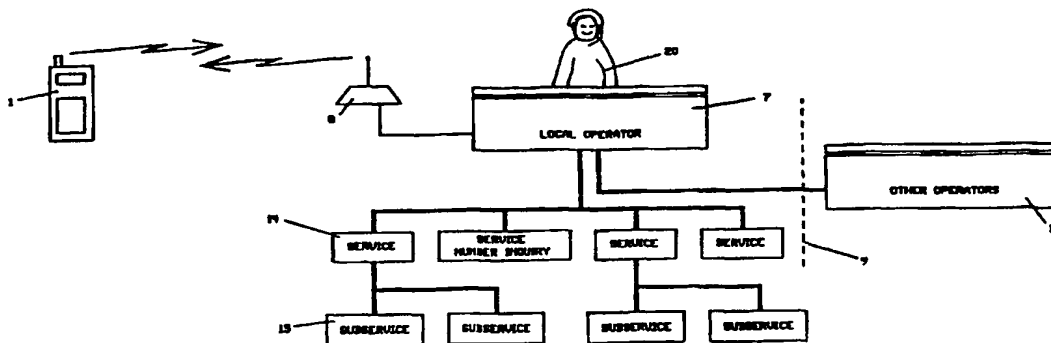 20
1
8
7
LOCAL OPERATOR
OTHER OPERATORS
14
SERVICE
SERVICE
NUMBER INQUIRY
SERVICE
SERVICE
9
15
SUBSERVICE
SUBSERVICE
SUBSERVICE
SUBSERVICE